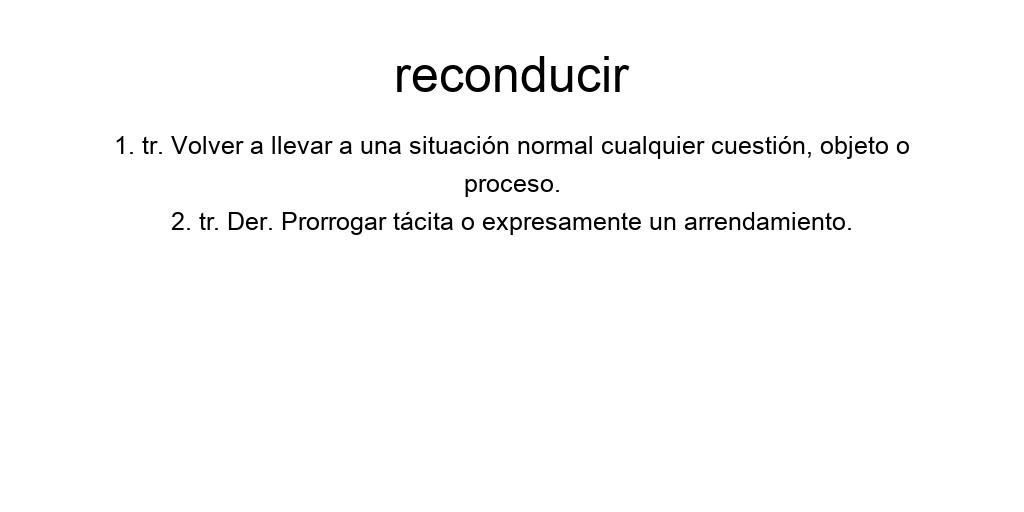 reconducir
1. tr. Volver a llevar a una situación normal cualquier cuestión, objeto o
proceso.
2. tr. Der. Prorrogar tácita o expresamente un arrendamiento.